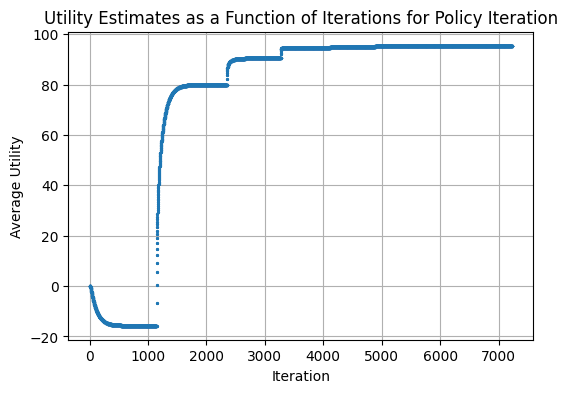 Utility Estimates as a Function of Iterations for Policy Iteration
100
80
60
40
20
0
−20
Average Utility
0 1000 2000 3000 4000 5000 6000 7000
Iteration